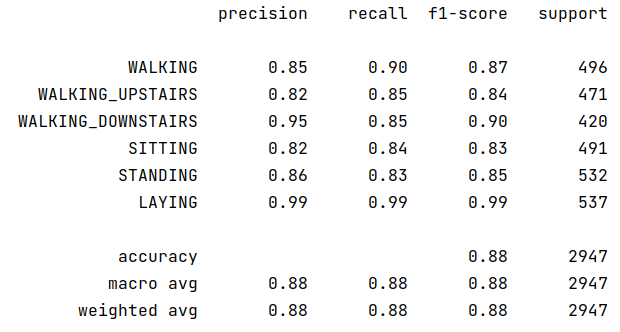 precision recall f1-score support
WALKING 0.85 0.90 0.87 496
WALKING_UPSTAIRS 0.82 0.85 0.84 471
WALKING_DOWNSTAIRS 0.95 0.85 0.90 420
SITTING 0.82 0.84 0.83 491
STANDING 0.86 0.83 0.85 532
LAYING 0.99 0.99 0.99 537
accuracy 0.88 2947
macro avg 0.88 0.88 0.88 2947
weighted avg 0.88 0.88 0.88 2947